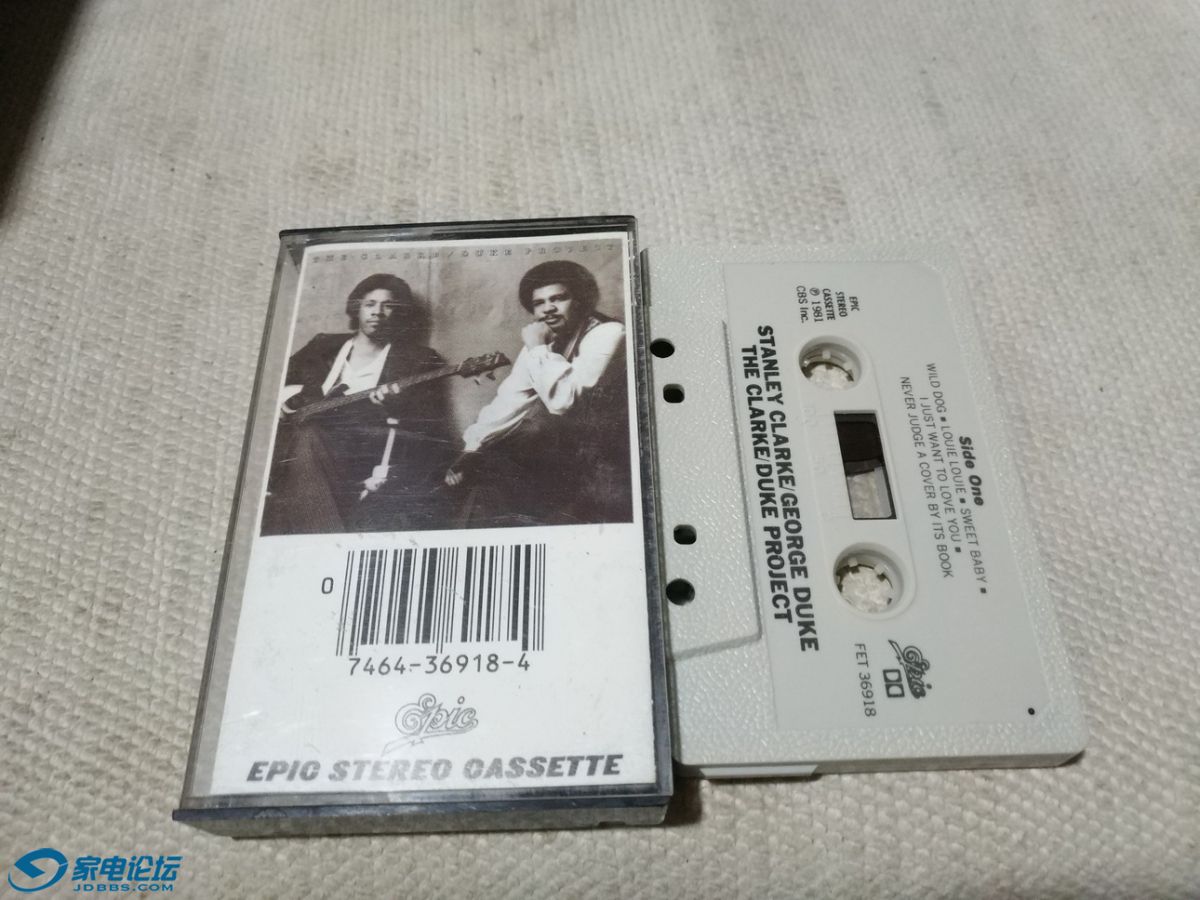 THE CLARKE/DUKE PROJECT
0
7464-36918-4
Epic
EPIC STEREO CASSETTE
EPIC
STEREO
CASSETTE
℗ 1981
CBS Inc.
STANLEY CLARKE/GEORGE DUKE
THE CLARKE/DUKE PROJECT
Side One
WILD DOG ▪ LOUIE LOUIE ▪ SWEET BABY ▪
I JUST WANT TO LOVE YOU ▪
NEVER JUDGE A COVER BY ITS BOOK
Epic
FET 36918
家电论坛
JDBBS.COM